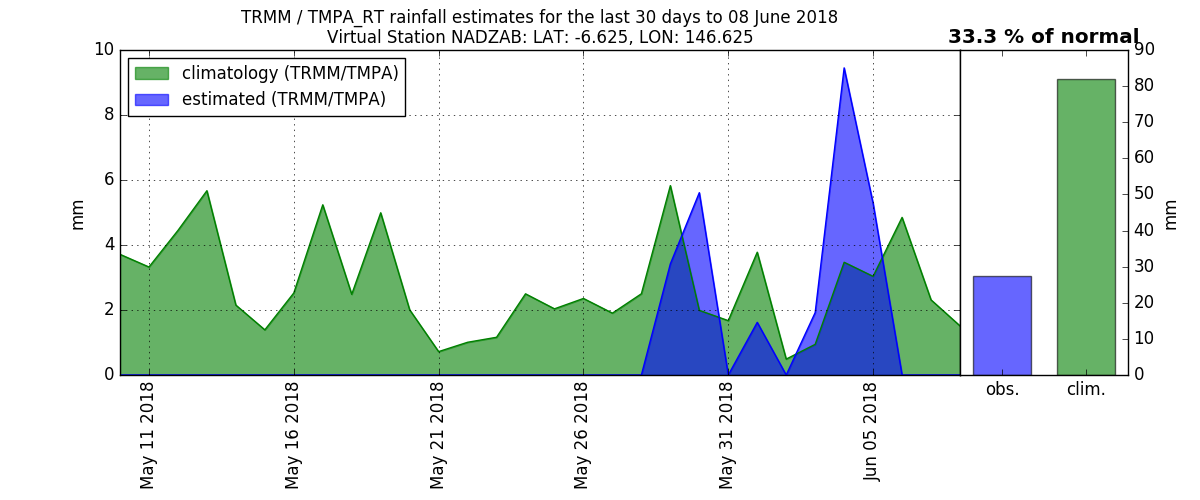 TRMM / TMPA_RT rainfall estimates for the last 30 days to 08 June 2018
Virtual Station NADZAB: LAT: -6.625, LON: 146.625
33.3 % of normal
climatology (TRMM/TMPA)
estimated (TRMM/TMPA)
10
8
6
4
2
0
mm
May 11 2018
May 16 2018
May 21 2018
May 26 2018
May 31 2018
Jun 05 2018
obs.
clim.
90
80
70
60
50
40
30
20
10
0
mm